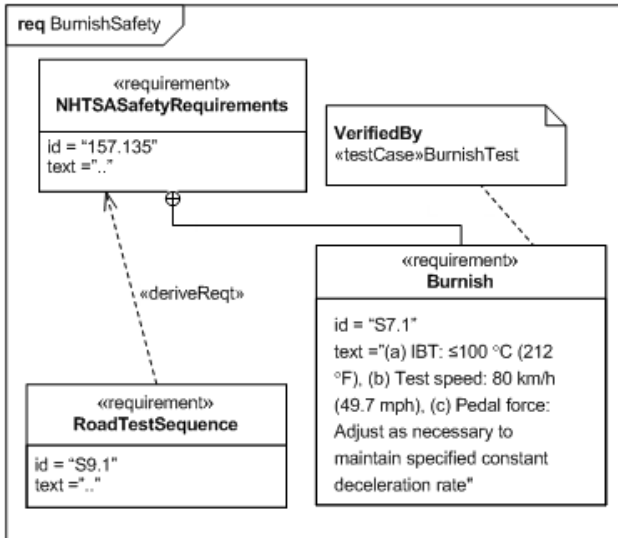 req BurnishSafety
«requirement»
NHTSASafetyRequirements
id = “157.135”
text =”..”
VerifiedBy
«testCase»BurnishTest
«deriveReqt»
«requirement»
Burnish
id = “S7.1”
text =”(a) IBT: ≤100 °C (212
°F), (b) Test speed: 80 km/h
(49.7 mph), (c) Pedal force:
Adjust as necessary to
maintain specified constant
deceleration rate"
«requirement»
RoadTestSequence
id = “S9.1”
text =”..”